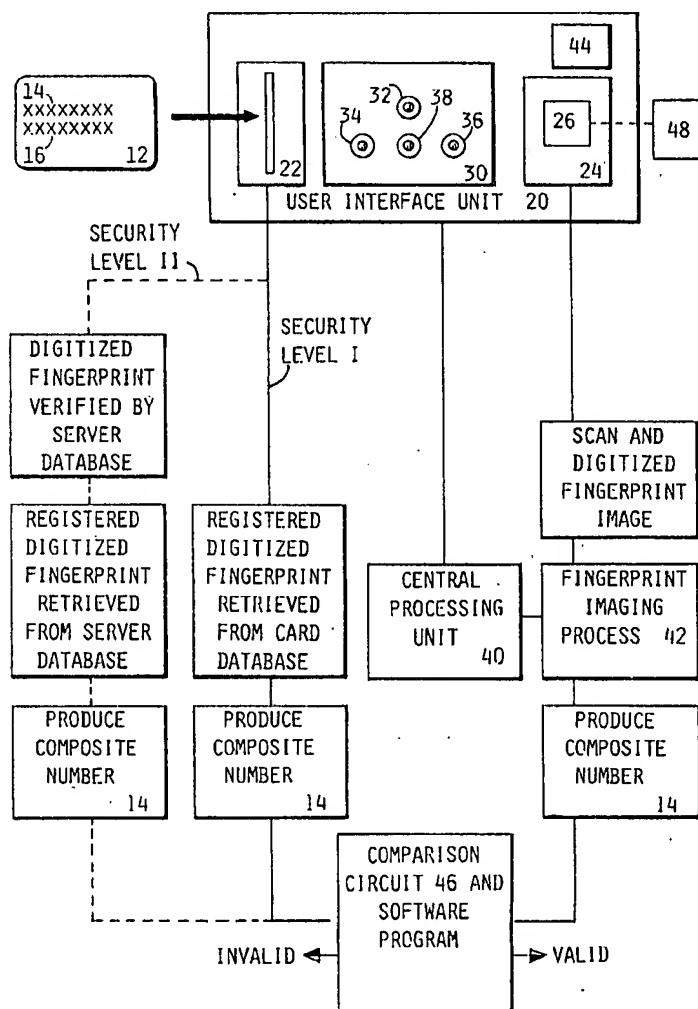 14
XXXXXXXX
XXXXXXXX
16
12
22
32
34
38
36
30
44
26
24
48
USER INTERFACE UNIT 20
SECURITY
LEVEL II
SECURITY
LEVEL I
DIGITIZED
FINGERPRINT
VERIFIED BY
SERVER
DATABASE
REGISTERED
DIGITIZED
FINGERPRINT
RETRIEVED
FROM SERVER
DATABASE
PRODUCE
COMPOSITE
NUMBER
14
REGISTERED
DIGITIZED
FINGERPRINT
RETRIEVED
FROM CARD
DATABASE
PRODUCE
COMPOSITE
NUMBER
14
CENTRAL
PROCESSING
UNIT
40
SCAN AND
DIGITIZED
FINGERPRINT
IMAGE
FINGERPRINT
IMAGING
PROCESS 42
PRODUCE
COMPOSITE
NUMBER
14
COMPARISON
CIRCUIT 46 AND
SOFTWARE
PROGRAM
INVALID
VALID